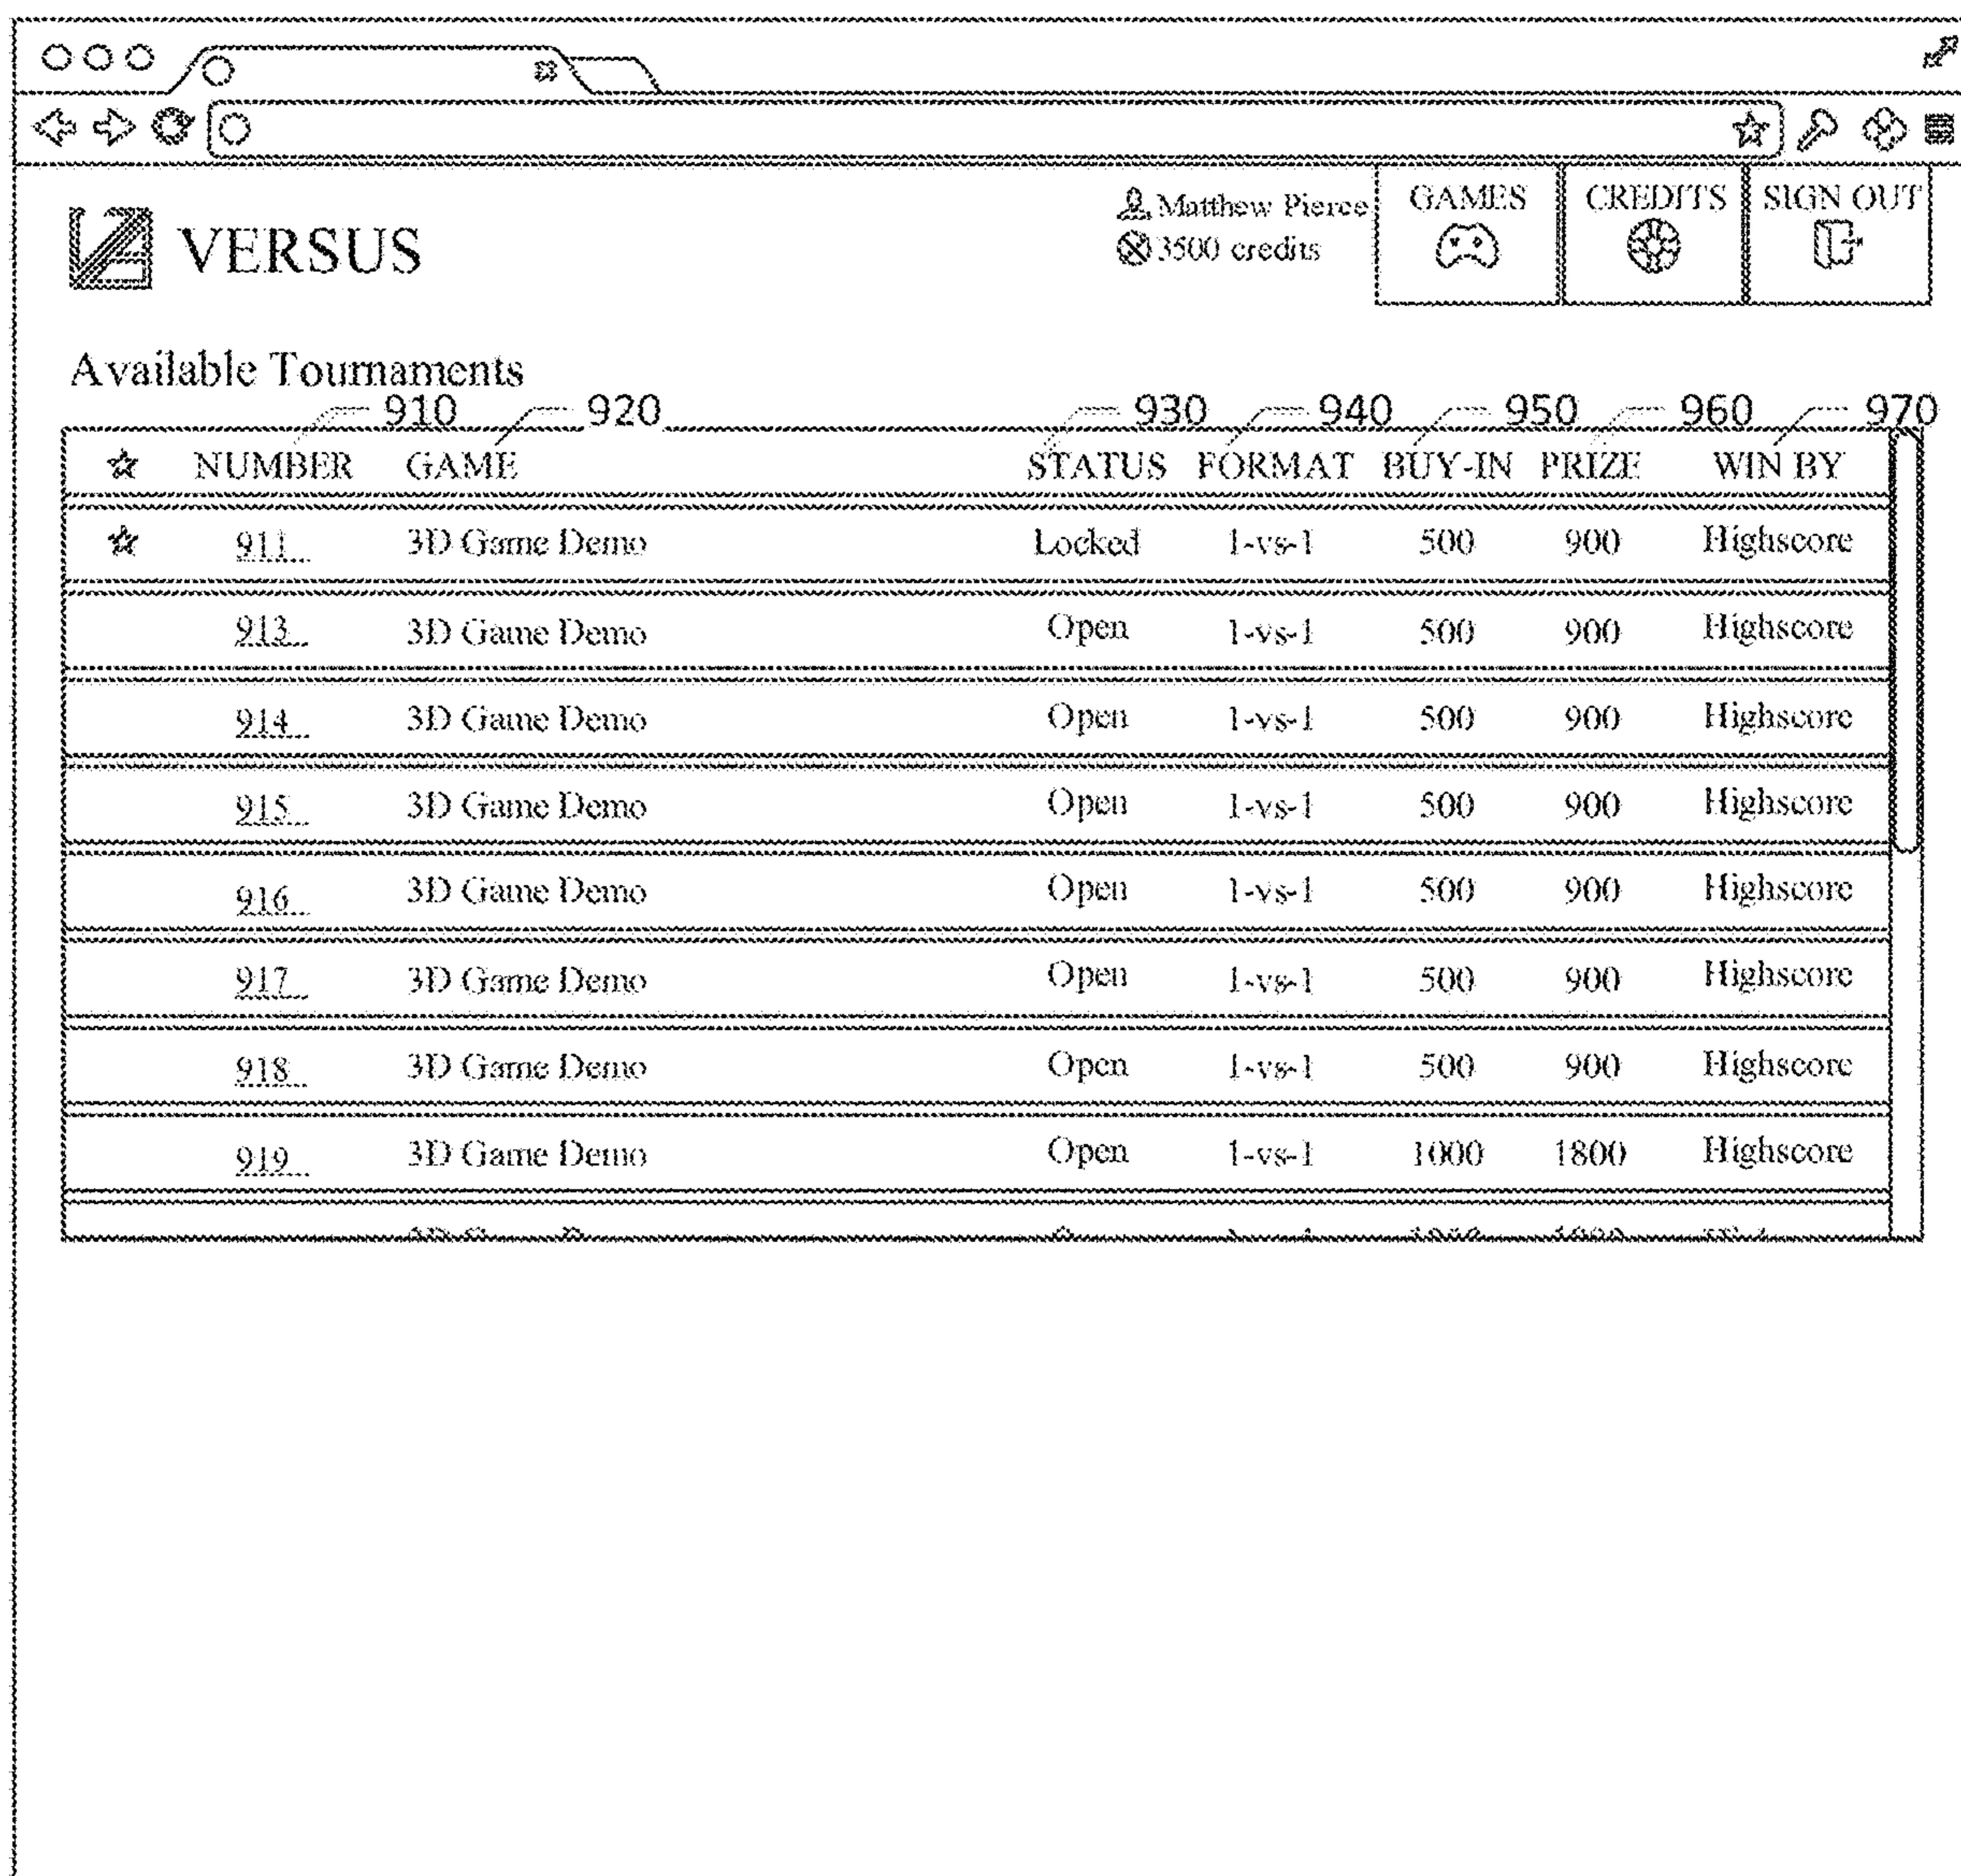 Matthew Pierce GAMES CREDITS SIGN OUT
VERSUS 3500 credits
Available Tournaments
910 920 930 940 950 960 970
NUMBER GAME STATUS FORMAT BUY-IN PRIZE WIN BY
911 3D Game Demo Locked 1-vs-1 500 900 Highscore
913 3D Game Demo Open 1-vs-1 500 900 Highscore
914 3D Game Demo Open 1-vs-1 500 900 Highscore
915 3D Game Demo Open 1-vs-1 500 900 Highscore
916 3D Game Demo Open 1-vs-1 500 900 Highscore
917 3D Game Demo Open 1-vs-1 500 900 Highscore
918 3D Game Demo Open 1-vs-1 500 900 Highscore
919 3D Game Demo Open 1-vs-1 1000 1800 Highscore